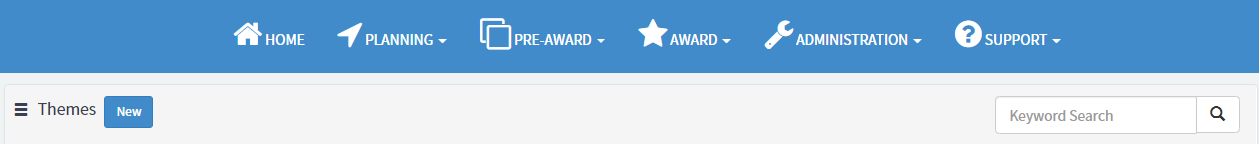 HOME PLANNING PRE-AWARD AWARD ADMINISTRATION SUPPORT
Themes New Keyword Search